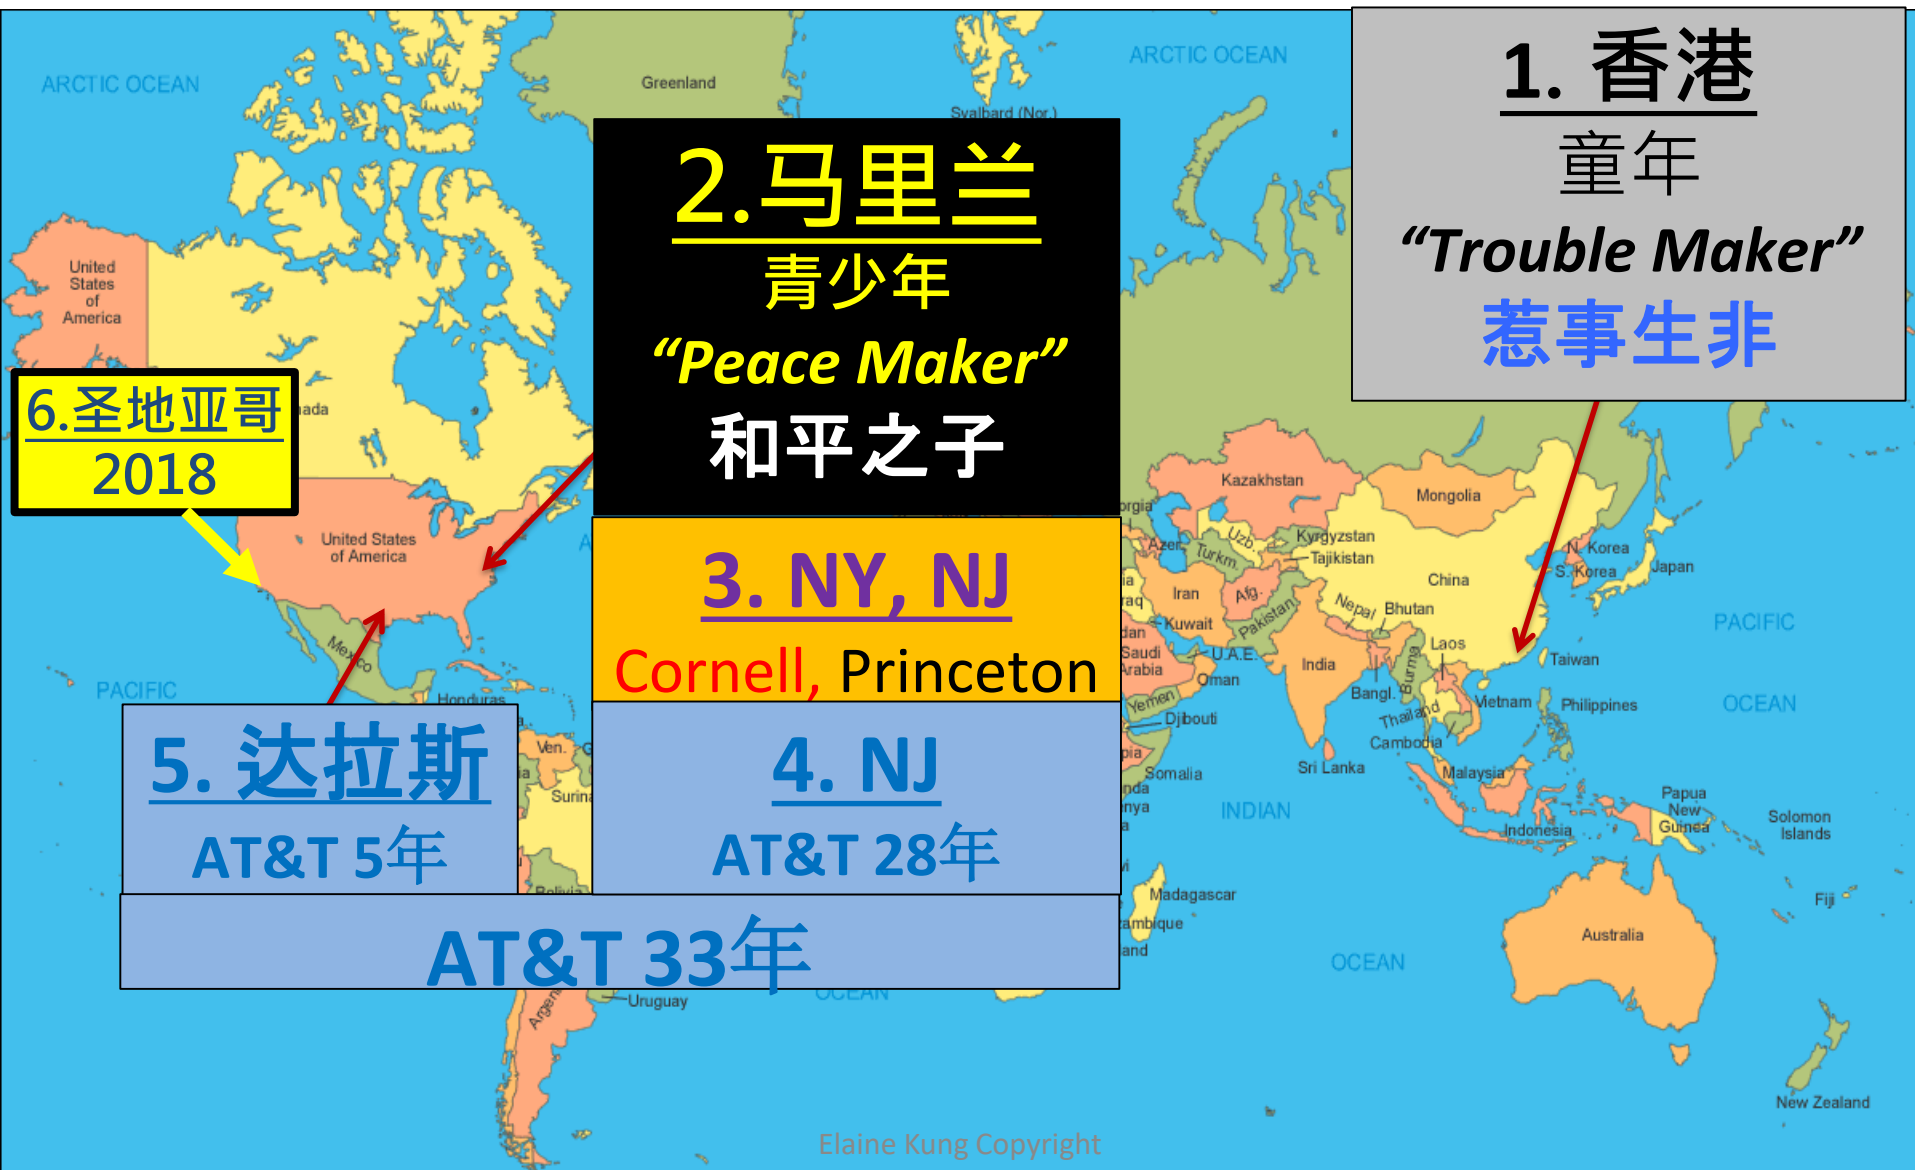 1. 香港
童年
“Trouble Maker”
惹事生非
2.马里兰
青少年
“Peace Maker”
和平之子
3. NY, NJ
Cornell, Princeton
4. NJ
AT&T 28年
5. 达拉斯
AT&T 5年
AT&T 33年
6.圣地亚哥
2018
ARCTIC OCEAN
Greenland
Svalbard (Nor.)
ARCTIC OCEAN
United
States
of
America
United States
of America
Mexico
Honduras
Ven.
Bolivia
Uruguay
PACIFIC
OCEAN
Kazakhstan
Mongolia
Uzb.
Kyrgyzstan
Turkm.
Tajikistan
Azer.
N. Korea
S. Korea
Japan
China
Iran
Afg.
Pakistan
Nepal
Bhutan
Kuwait
Saudi
Arabia
U.A.E.
Oman
Yemen
Djibouti
Somalia
India
Bangl.
Burma
Laos
Taiwan
Thailand
Vietnam
Cambodia
Philippines
Sri Lanka
Malaysia
Indonesia
Papua
New
Guinea
Solomon
Islands
PACIFIC
OCEAN
INDIAN
OCEAN
Madagascar
Fiji
Australia
New Zealand
Elaine Kung Copyright